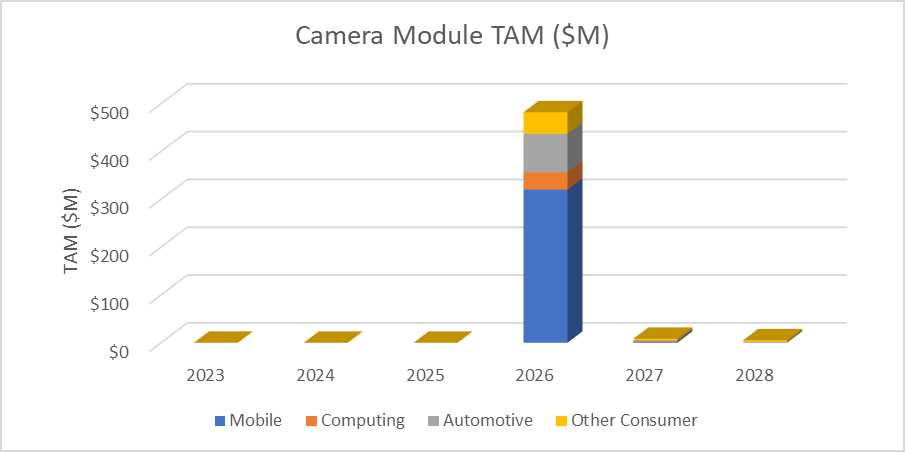 Camera Module TAM ($M)
TAM ($M)
$500
$400
$300
$200
$100
$0
2023 2024 2025 2026 2027 2028
Mobile Computing Automotive Other Consumer